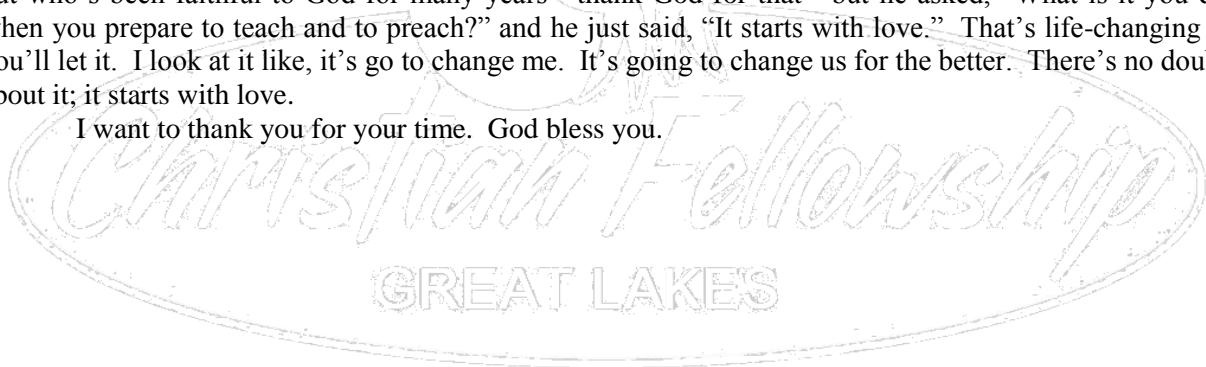 who's been faithful to God for many years – thank God for that – but he asked, "What is it you
when you prepare to teach and to preach?" and he just said, "It starts with love." That's life-changing
you'll let it. I look at it like, it's go to change me. It's going to change us for the better. There's no
about it; it starts with love.
I want to thank you for your time. God bless you.
Christian Fellowship
GREAT LAKES